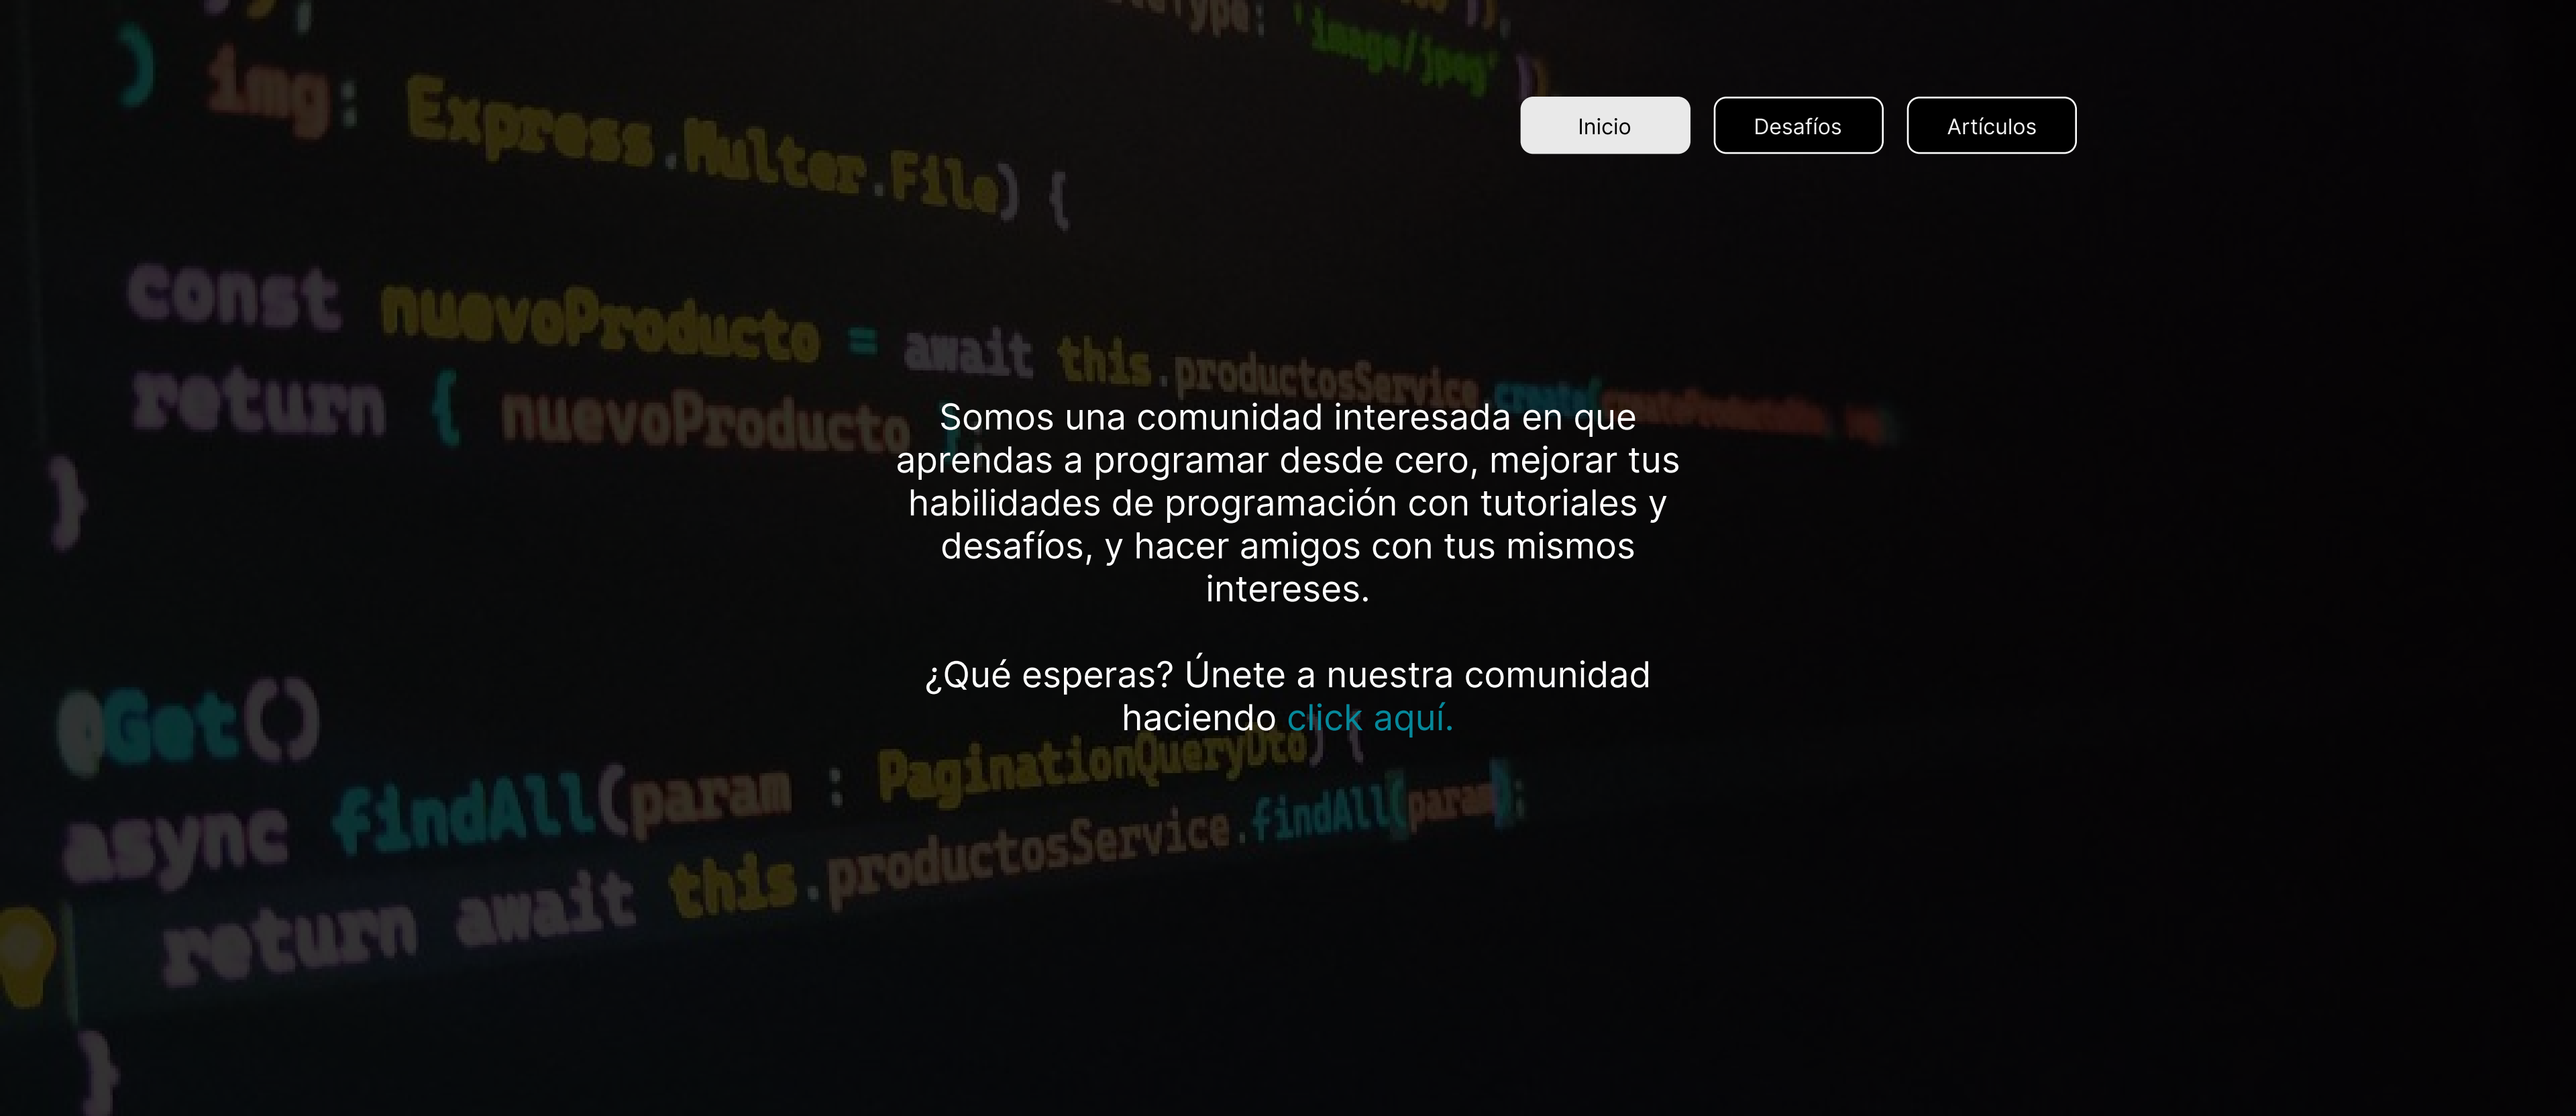 'image/jpeg' }),
) img: Express.Multer.File) {
Inicio
Desafíos
Artículos
const nuevoProducto = await this.productosService.create(
return { nuevoProducto };
}
Somos una comunidad interesada en que
aprendas a programar desde cero, mejorar tus
habilidades de programación con tutoriales y
desafíos, y hacer amigos con tus mismos
intereses.
¿Qué esperas? Únete a nuestra comunidad
haciendo click aquí.
@Get()
async findAll(param : PaginationQueryDto) {
return await this.productosService.findAll(param);
}